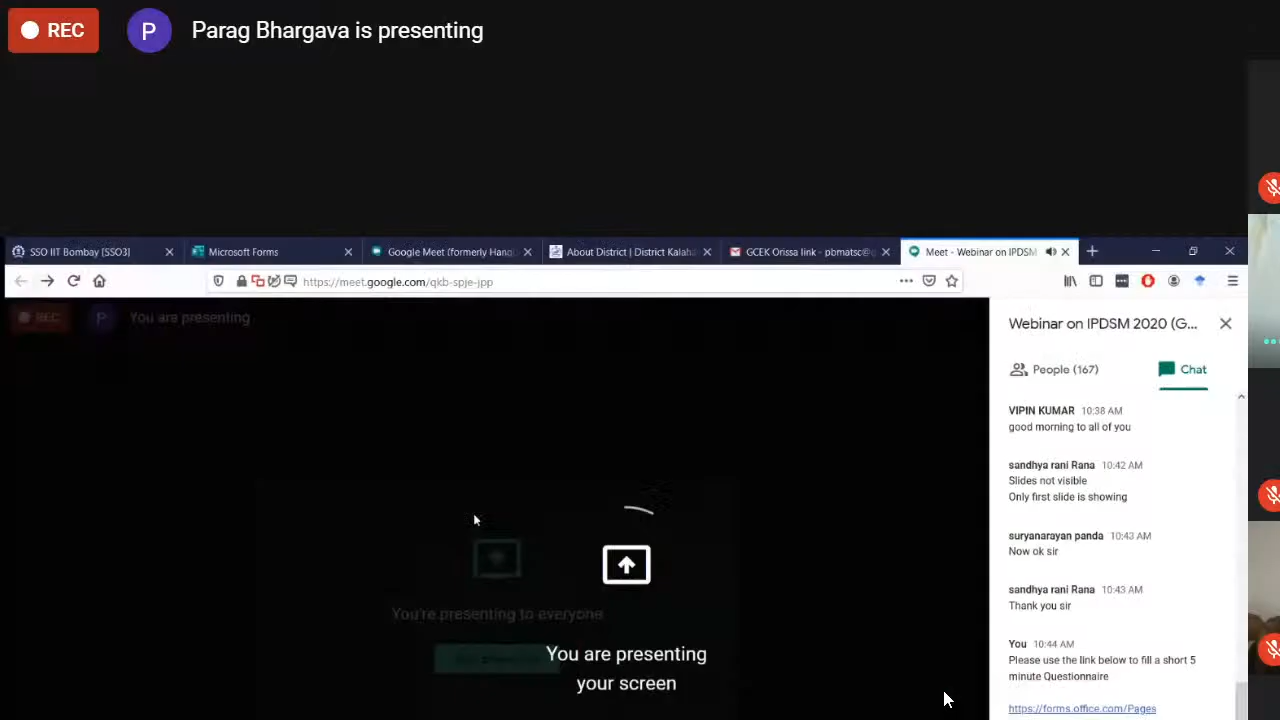 REC
P
Parag Bhargava is presenting
SSO IIT Bombay [SSO3]
Microsoft Forms
Google Meet (formerly Hang
About District | District Kalaha
GCEK Orissa link - pbmatsc@
Meet - Webinar on IPDSM
https://meet.google.com/qkb-spje-jpp
REC
P
You are presenting
Webinar on IPDSM 2020 (G...
People (167)
Chat
VIPIN KUMAR 10:38 AM
good morning to all of you
sandhya rani Rana 10:42 AM
Slides not visible
Only first slide is showing
suryanarayan panda 10:43 AM
Now ok sir
sandhya rani Rana 10:43 AM
Thank you sir
You 10:44 AM
Please use the link below to fill a short 5
minute Questionnaire
https://forms.office.com/Pages
You're presenting to everyone
You are presenting
your screen